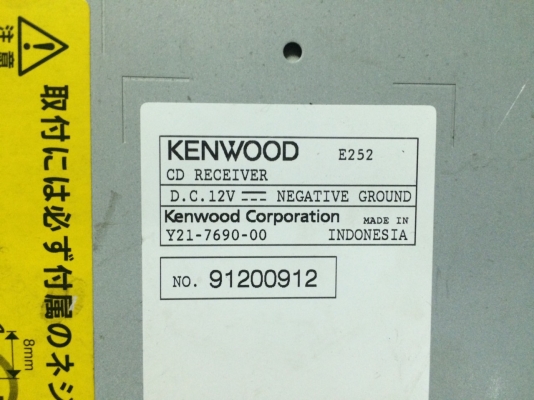 注意
取付には必ず付属のネジ
8mm
KENWOOD E252
CD RECEIVER
D.C.12V NEGATIVE GROUND
Kenwood Corporation MADE IN
Y21-7690-00 INDONESIA
NO. 91200912